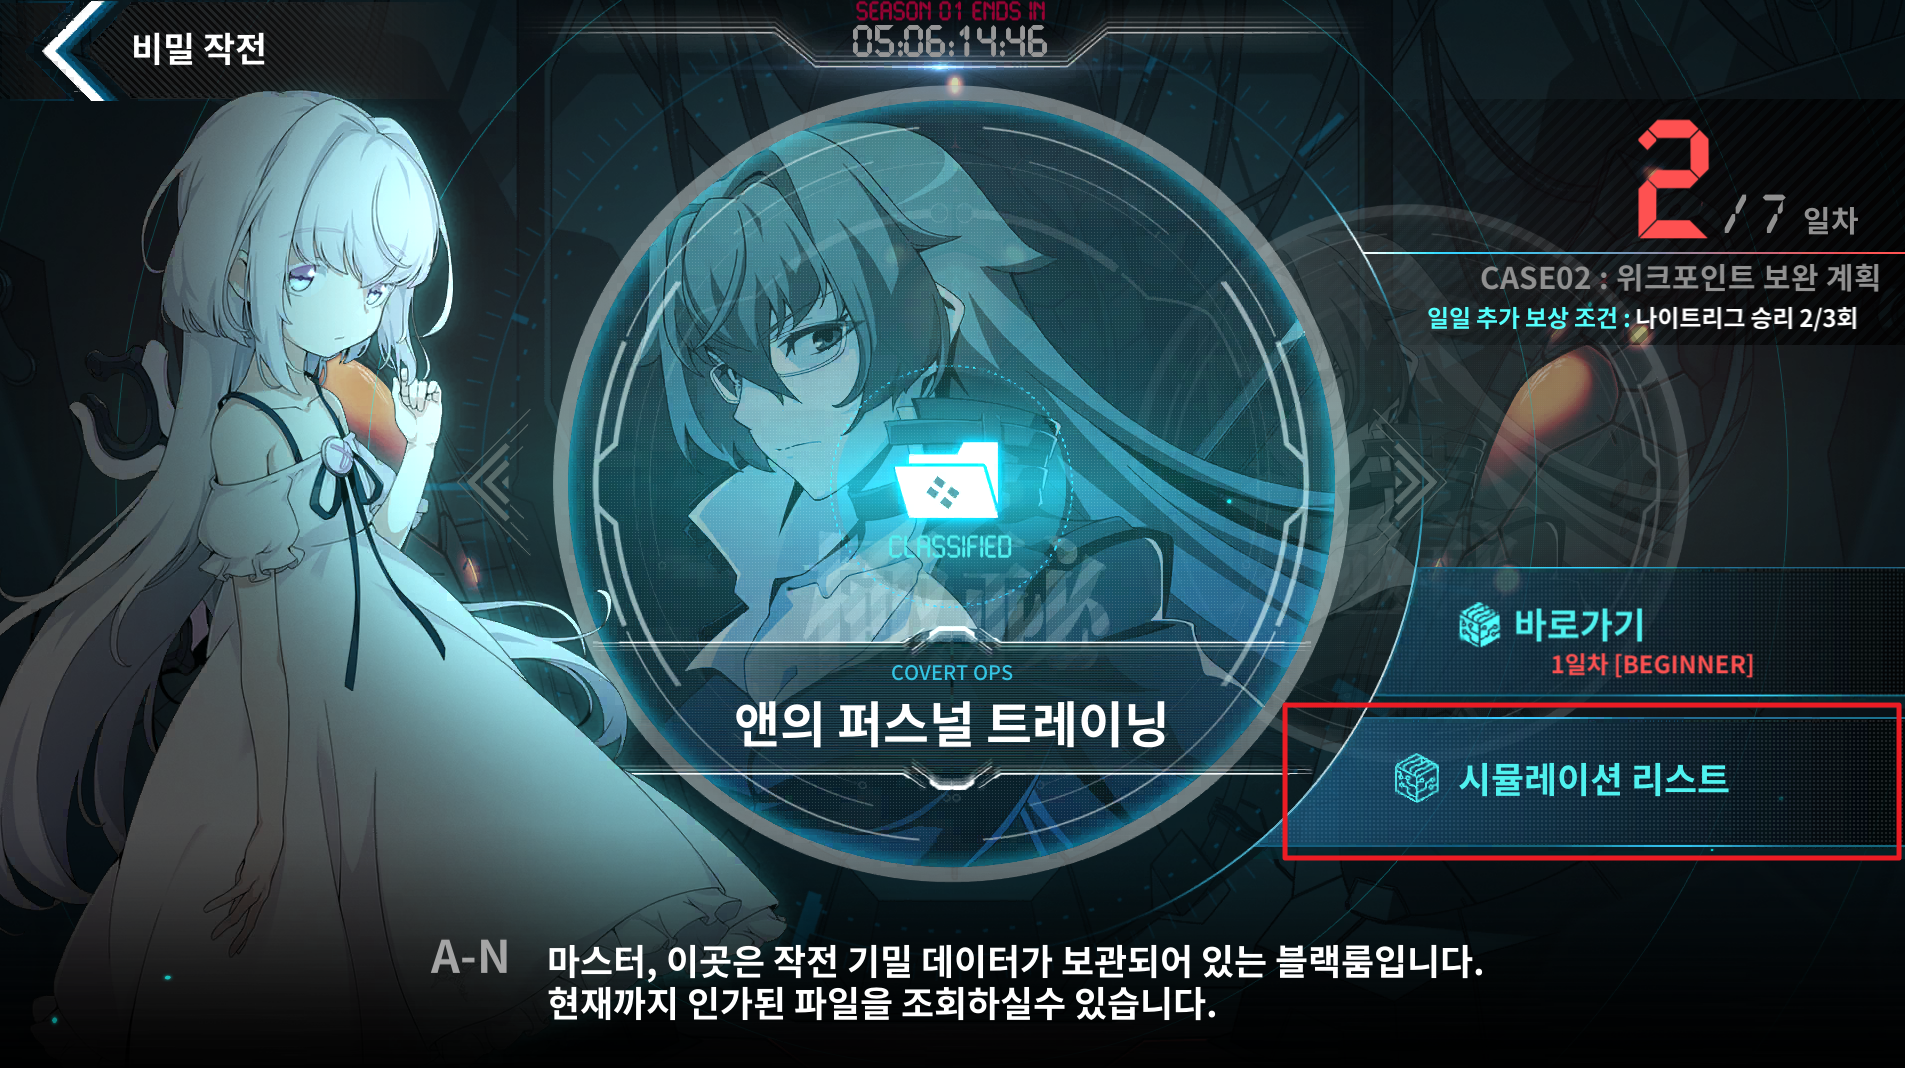 비밀 작전
SEASON 01 ENDS IN
05:06:14:46
2/7 일차
CASE02 : 위크포인트 보완 계획
일일 추가 보상 조건 : 나이트리그 승리 2/3회
CLASSIFIED
COVERT OPS
앤의 퍼스널 트레이닝
바로가기
1일차 [BEGINNER]
시뮬레이션 리스트
A-N
마스터, 이곳은 작전 기밀 데이터가 보관되어 있는 블랙룸입니다.
현재까지 인가된 파일을 조회하실수 있습니다.